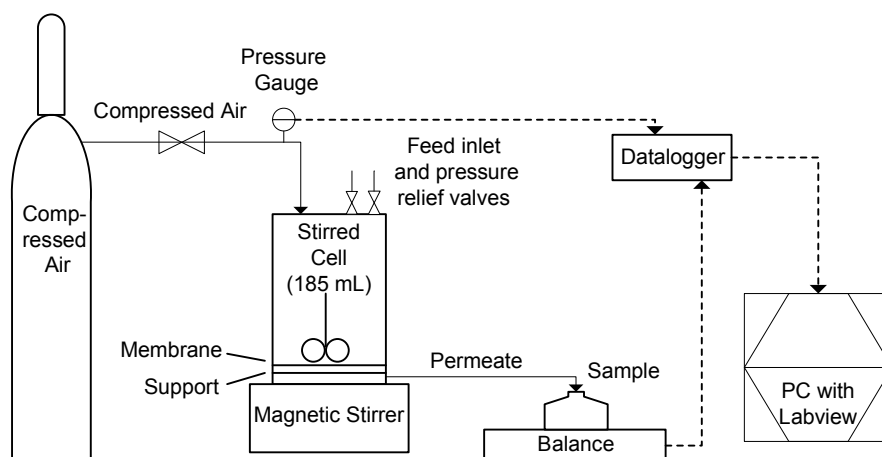 Pressure
Gauge
Compressed Air
Feed inlet
and pressure
relief valves
Datalogger
Comp-
ressed
Air
Stirred
Cell
(185 mL)
Membrane
Support
Permeate
Sample
Magnetic Stirrer
Balance
PC with
Labview